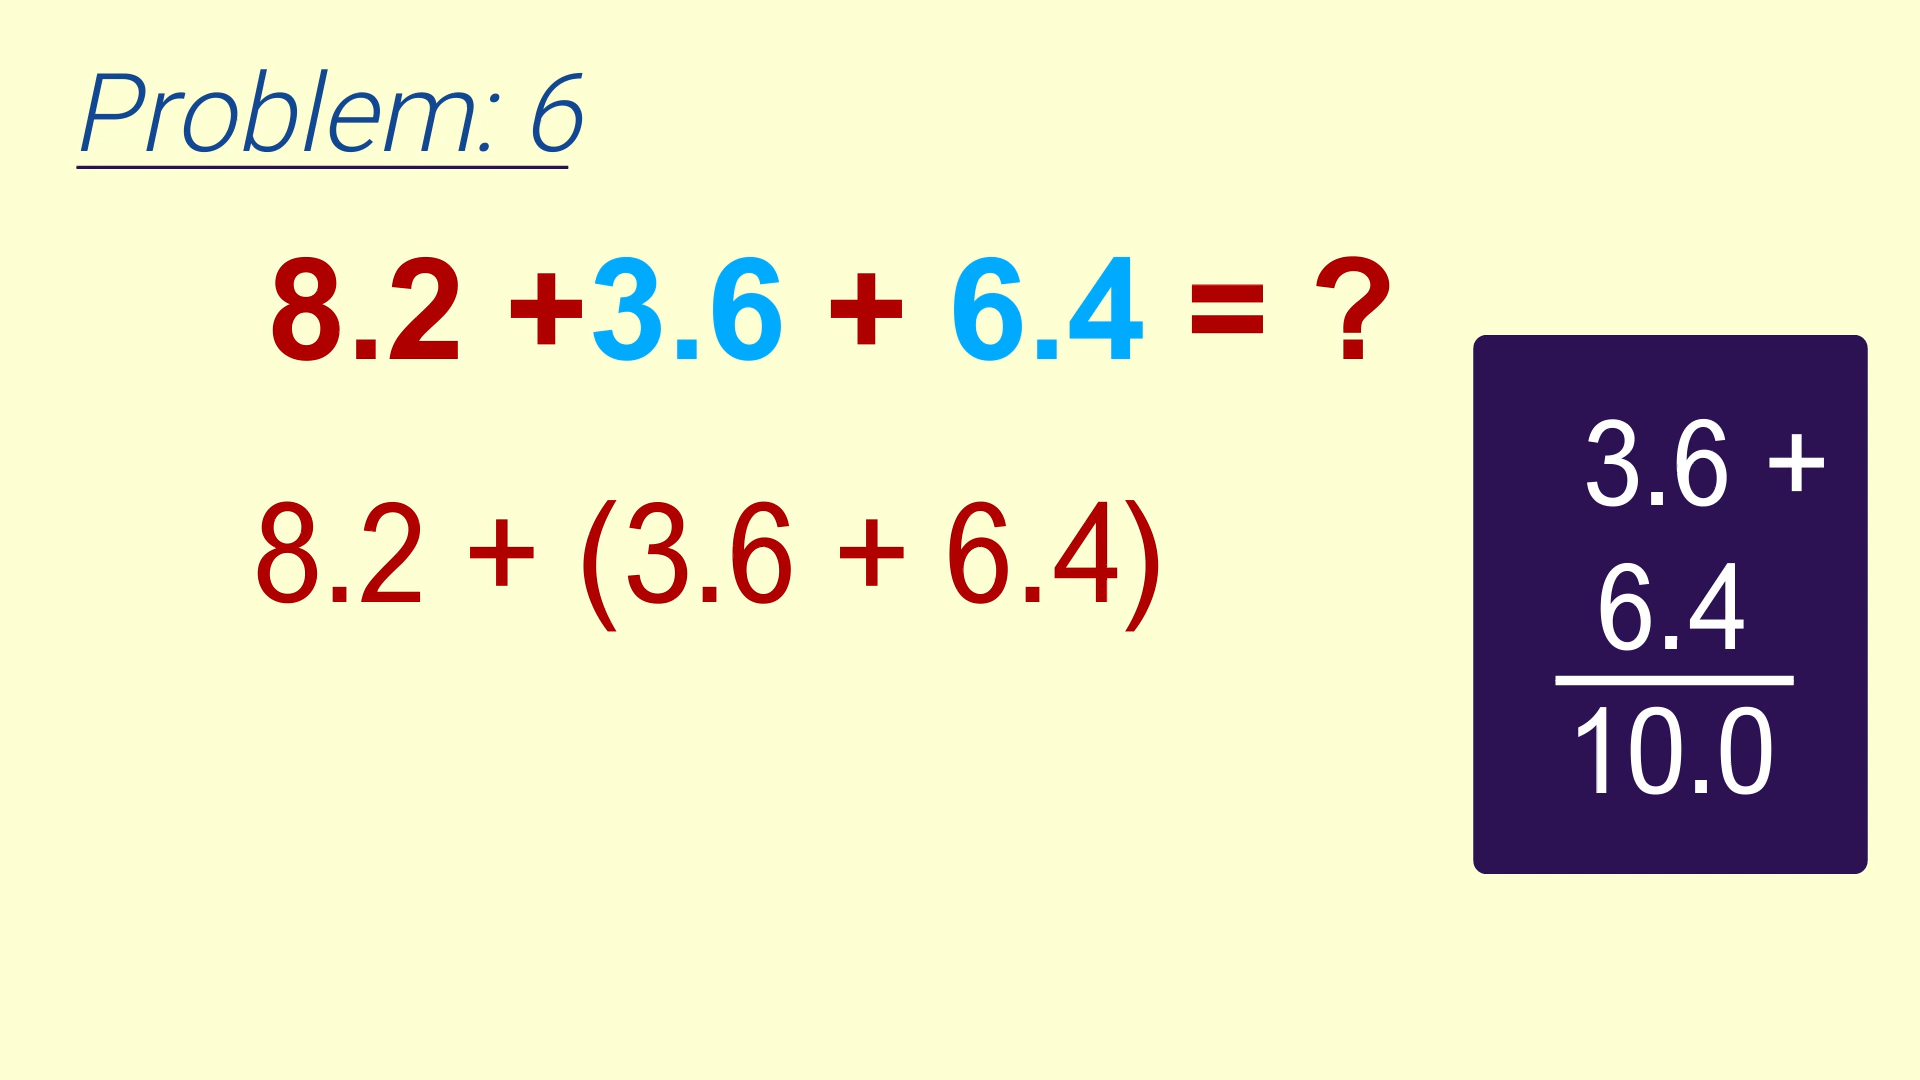 Problem: 6
8.2 +3.6 + 6.4 = ?
8.2 + (3.6 + 6.4)
3.6 +
6.4
10.0